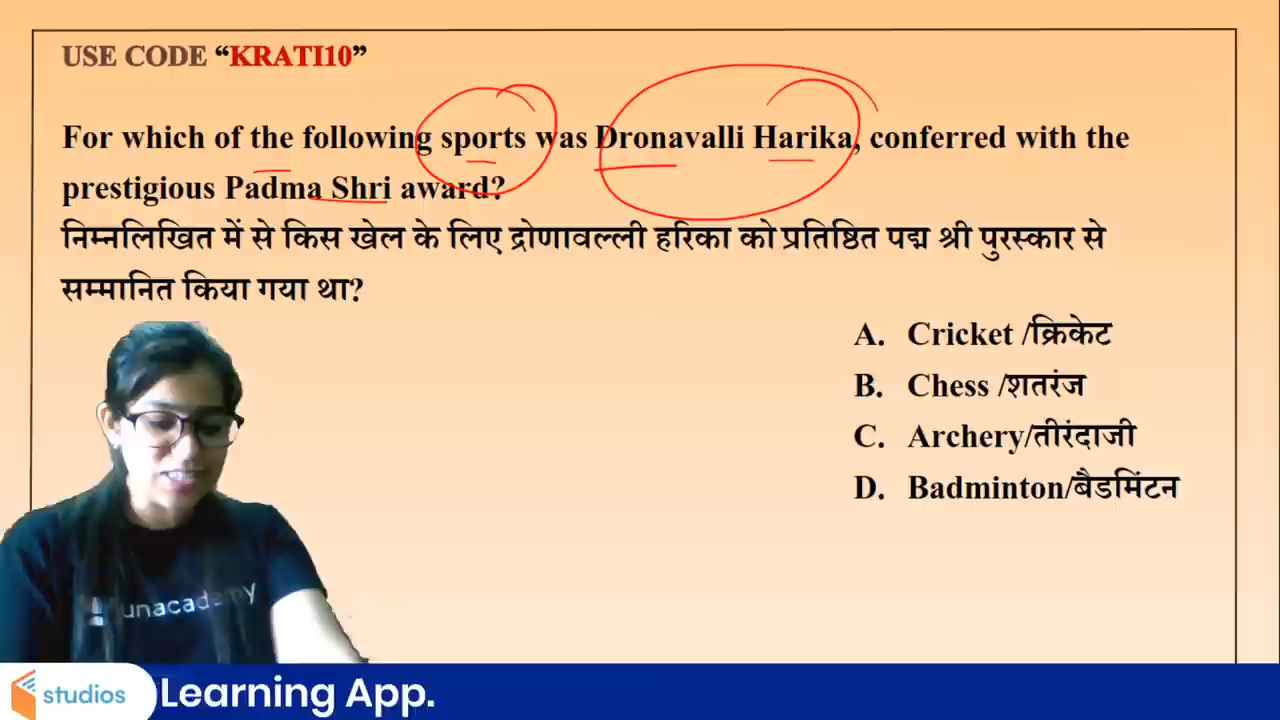 USE CODE “KRATI10”
For which of the following sports was Dronavalli Harika, conferred with the
prestigious Padma Shri award?
निम्नलिखित में से किस खेल के लिए द्रोणावल्ली हरिका को प्रतिष्ठित पद्म श्री पुरस्कार से
सम्मानित किया गया था?
A. Cricket /क्रिकेट
B. Chess /शतरंज
C. Archery/तीरंदाजी
D. Badminton/बैडमिंटन
unacademy
studios
Learning App.